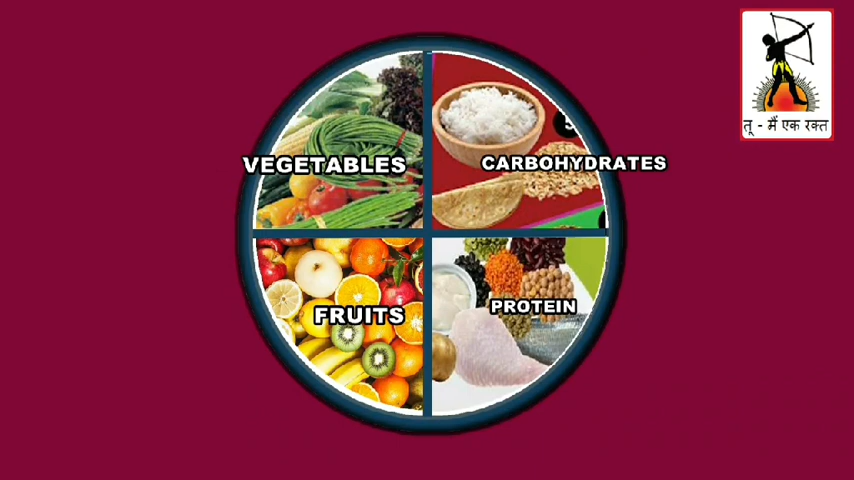 तू - मैं एक रक्त
VEGETABLES
CARBOHYDRATES
FRUITS
PROTEIN